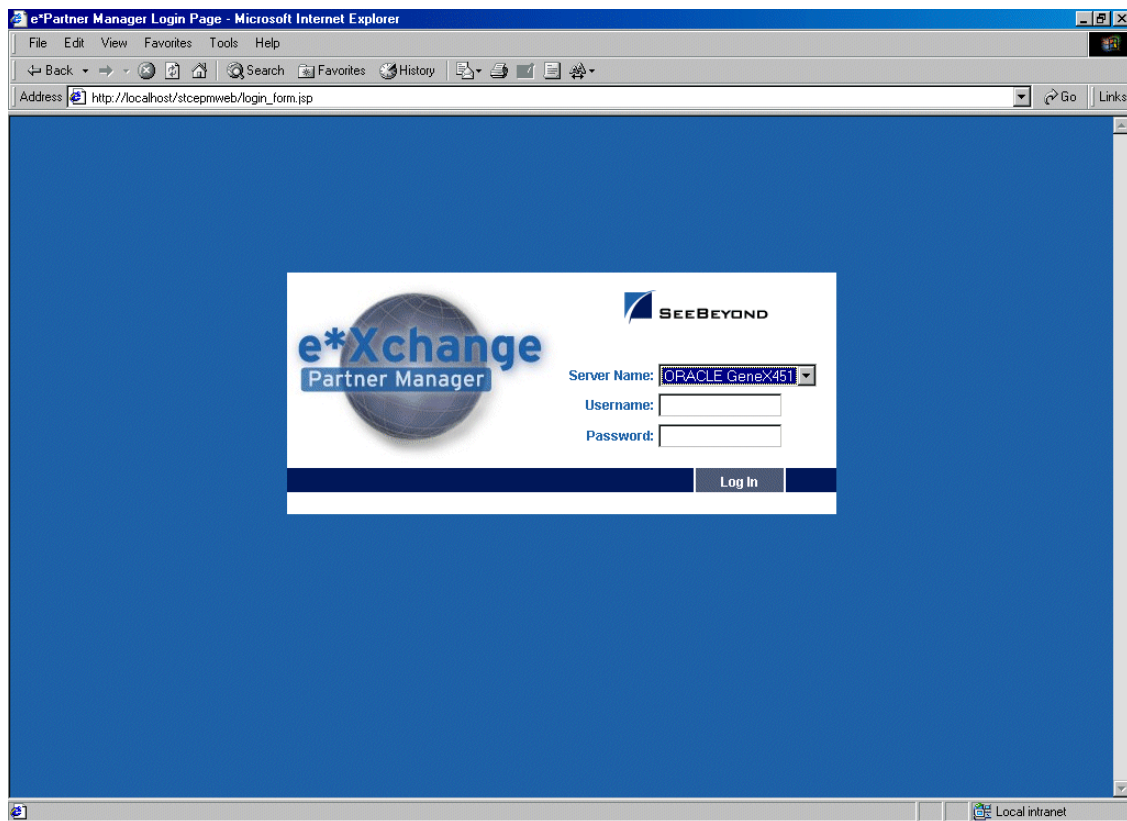 e*Partner Manager Login Page - Microsoft Internet Explorer
File Edit View Favorites Tools Help
Back Search Favorites History
Address http://localhost/stcepmweb/login_form.jsp Go Links
SEEBEYOND
e*Xchange
Partner Manager
Server Name: ORACLE GeneX451
Username:
Password:
Log In
Local intranet